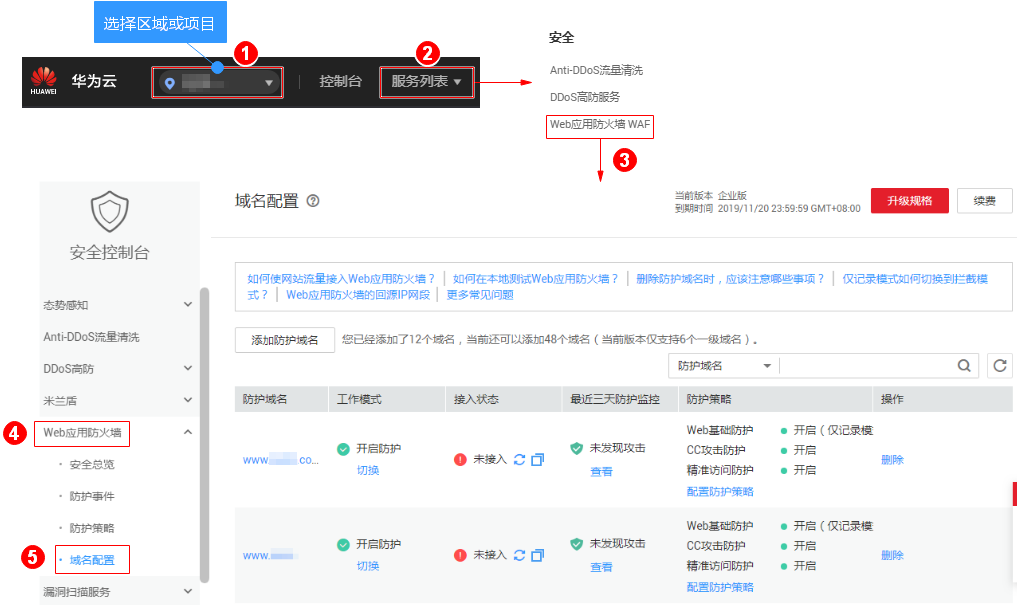 选择区域或项目
1
2
HUAWEI
华为云
控制台
服务列表
安全
Anti-DDoS流量清洗
DDoS高防服务
Web应用防火墙 WAF
3
安全控制台
态势感知
Anti-DDoS流量清洗
DDoS高防
米兰盾
4
Web应用防火墙
· 安全总览
· 防护事件
· 防护策略
5
· 域名配置
漏洞扫描服务
域名配置 ?
当前版本 企业版
到期时间 2019/11/20 23:59:59 GMT+08:00
升级规格
续费
如何使网站流量接入Web应用防火墙？ | 如何在本地测试Web应用防火墙？ | 删除防护域名时，应该注意哪些事项？ | 仅记录模式如何切换到拦截模
式？ | Web应用防火墙的回源IP网段 | 更多常见问题
添加防护域名
您已经添加了12个域名，当前还可以添加48个域名（当前版本仅支持6个一级域名）。
防护域名
防护域名 工作模式 接入状态 最近三天防护监控 防护策略 操作
www. co...
开启防护
切换
未接入
未发现攻击
查看
Web基础防护 开启（仅记录模
CC攻击防护 开启
精准访问防护 开启
配置防护策略
删除
www.
开启防护
切换
未接入
未发现攻击
查看
Web基础防护 开启（仅记录模
CC攻击防护 开启
精准访问防护 开启
配置防护策略
删除